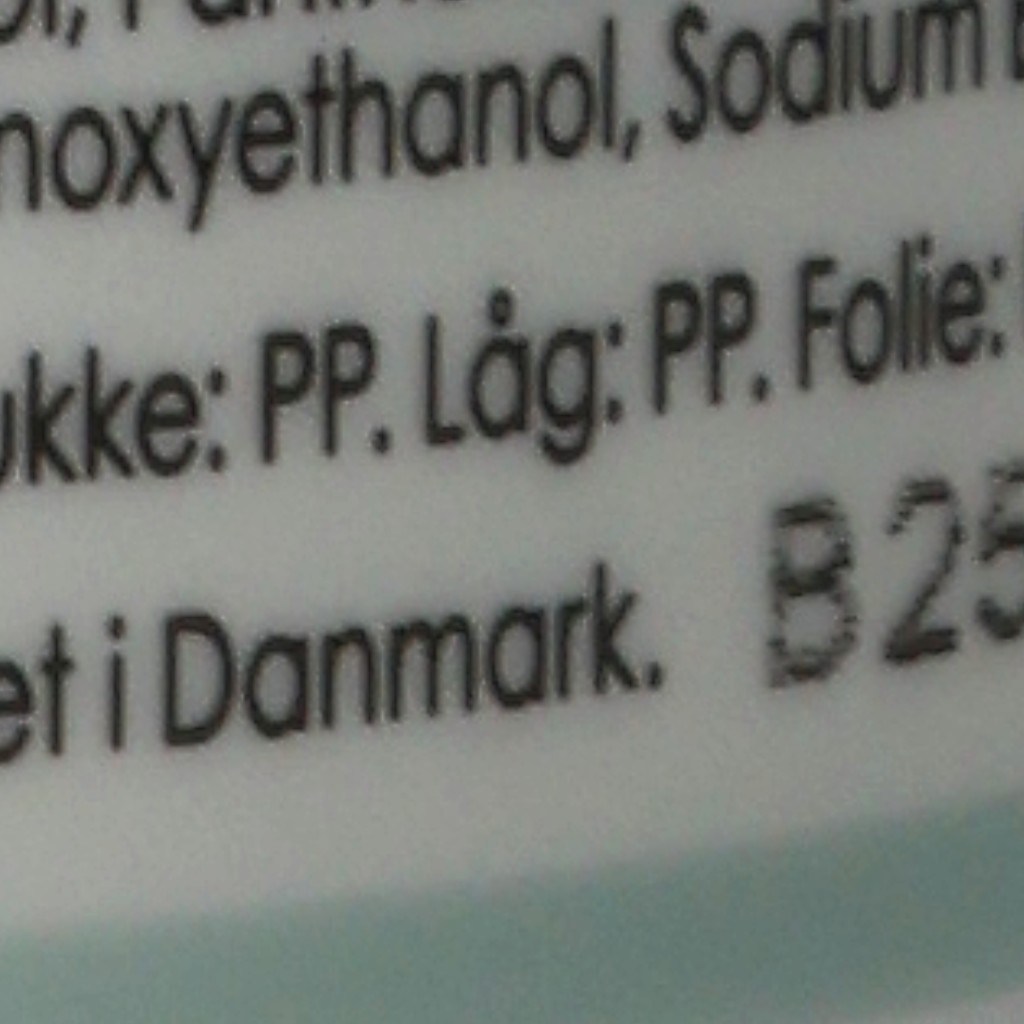 noxyethanol, Sodium
ukke: PP. Låg: PP. Folie:
et i Danmark. B25